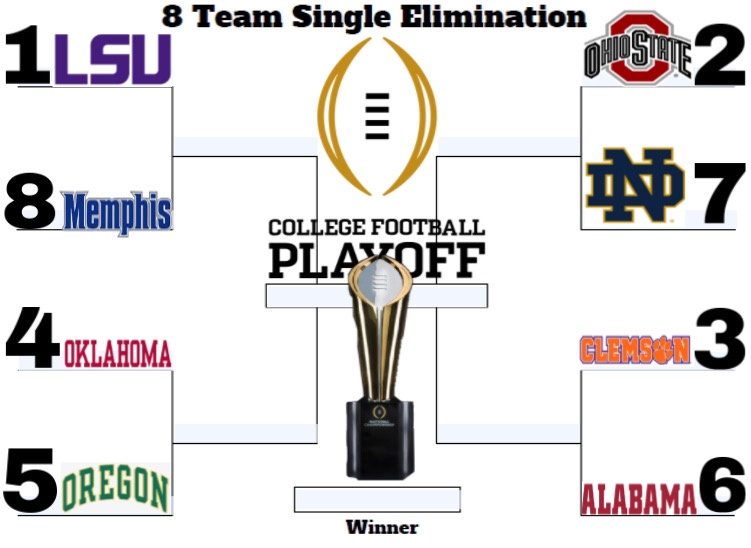 8 Team Single Elimination
1 LSU
OHIO STATE 2
8 Memphis
ND 7
COLLEGE FOOTBALL
PLAYOFF
4 OKLAHOMA
CLEMSON 3
5 OREGON
ALABAMA 6
Winner